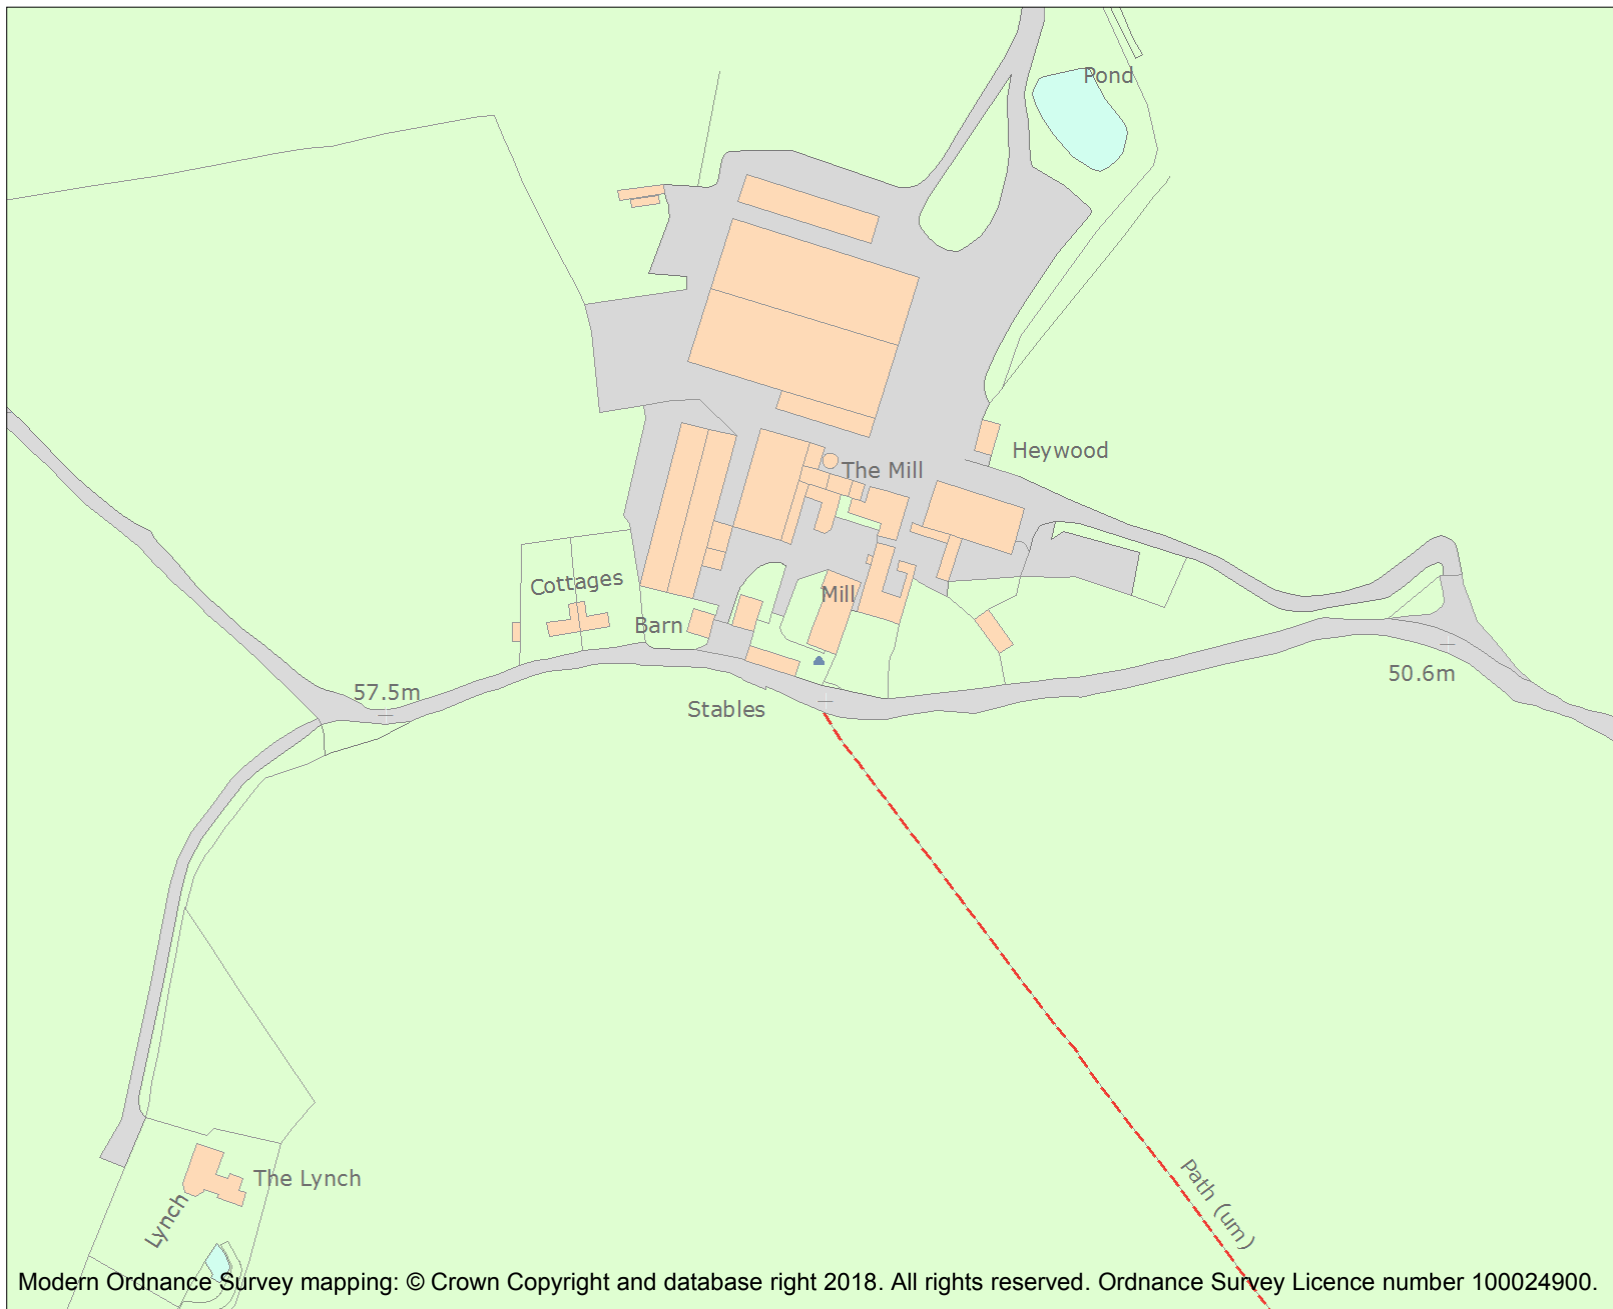 Pond
Heywood
The Mill
Cottages
Mill
Barn
50.6m
57.5m
Stables
Path (um)
The Lynch
Lynch
Modern Ordnance Survey mapping: © Crown Copyright and database right 2018. All rights reserved. Ordnance Survey Licence number 100024900.